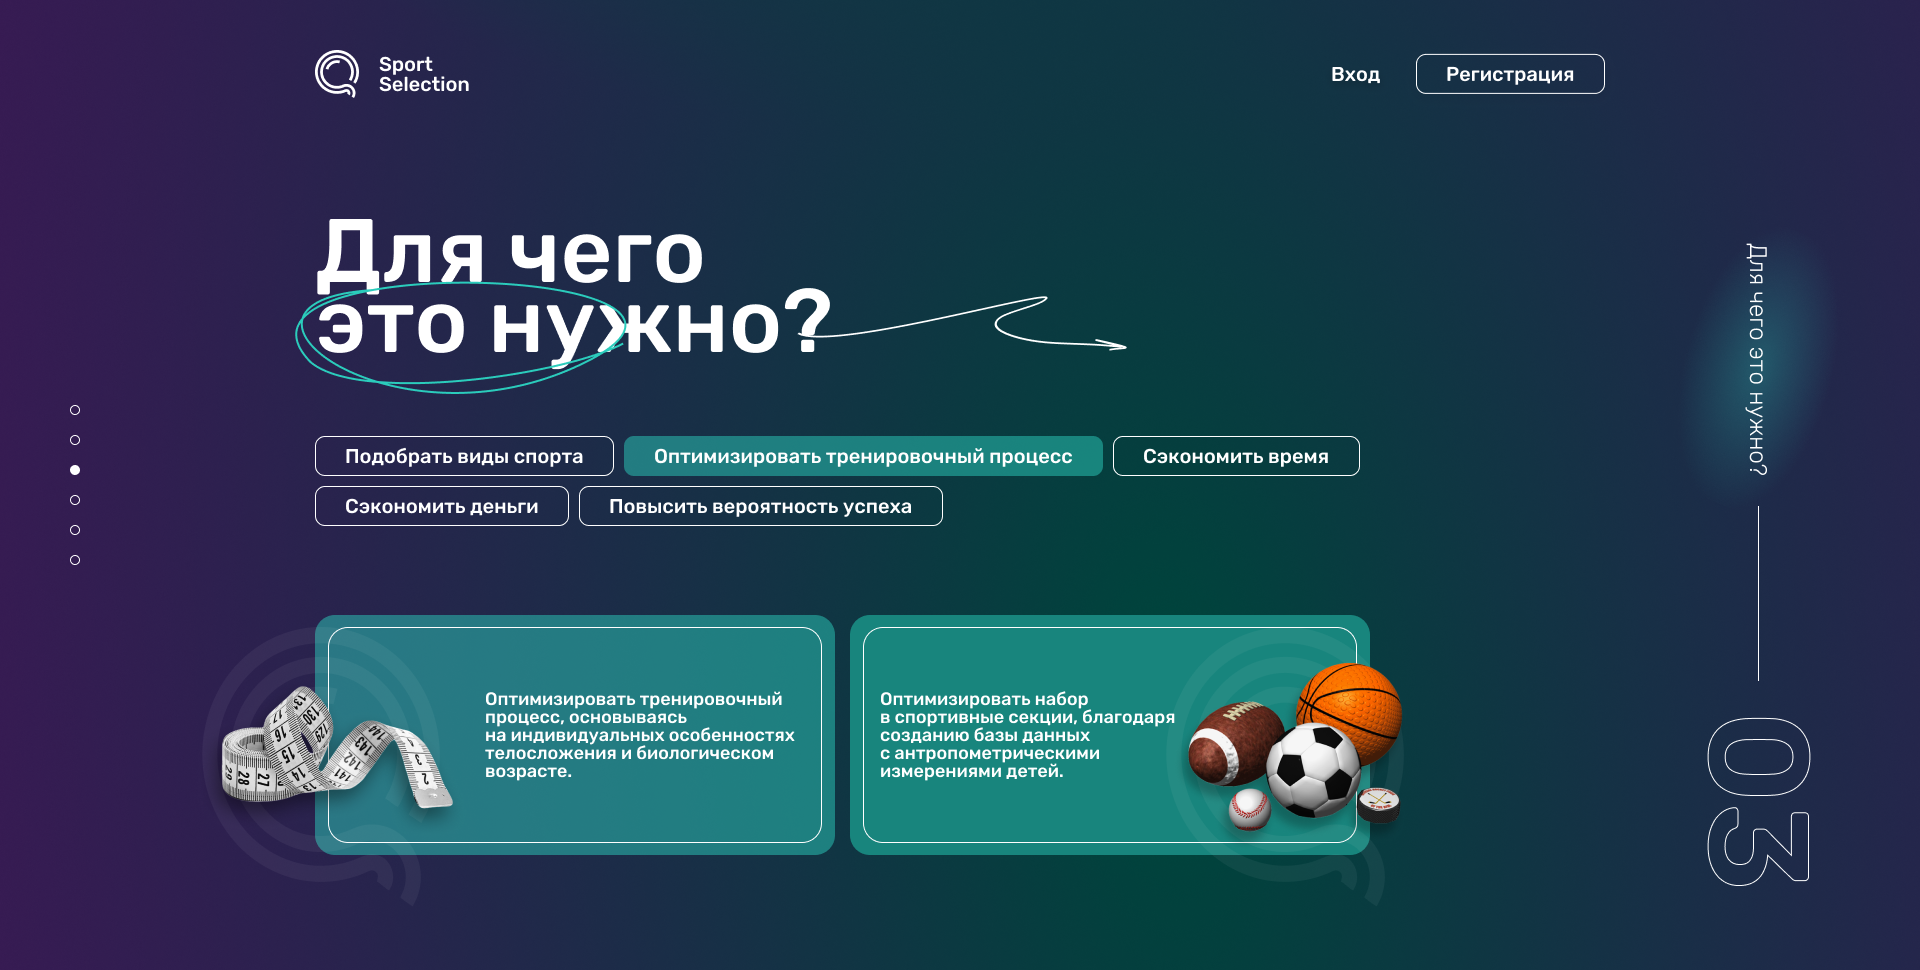 Sport
Selection
Вход
Регистрация
Для чего
это нужно?
Подобрать виды спорта
Оптимизировать тренировочный процесс
Сэкономить время
Сэкономить деньги
Повысить вероятность успеха
Оптимизировать тренировочный
процесс, основываясь
на индивидуальных особенностях
телосложения и биологическом
возрасте.
Оптимизировать набор
в спортивные секции, благодаря
созданию базы данных
с антропометрическими
измерениями детей.
Для чего это нужно?
03